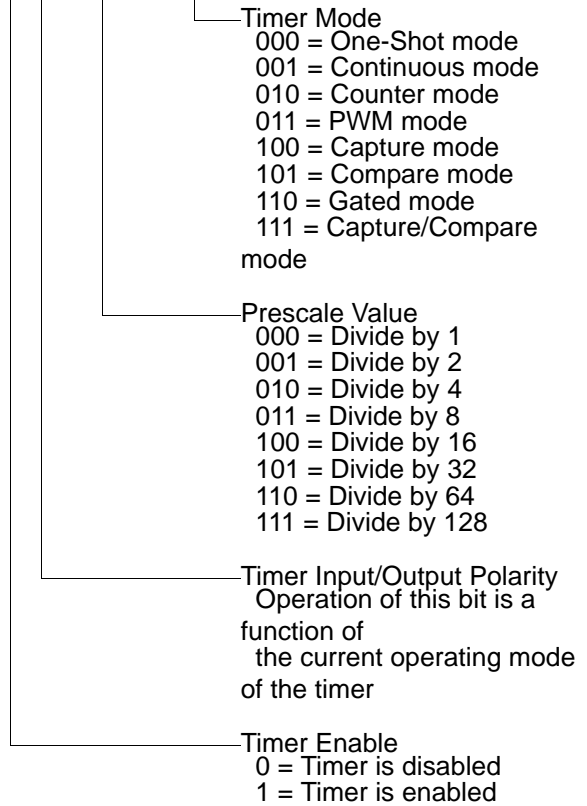 Timer Mode
000 = One-Shot mode
001 = Continuous mode
010 = Counter mode
011 = PWM mode
100 = Capture mode
101 = Compare mode
110 = Gated mode
111 = Capture/Compare
mode
Prescale Value
000 = Divide by 1
001 = Divide by 2
010 = Divide by 4
011 = Divide by 8
100 = Divide by 16
101 = Divide by 32
110 = Divide by 64
111 = Divide by 128
Timer Input/Output Polarity
Operation of this bit is a
function of
the current operating mode
of the timer
Timer Enable
0 = Timer is disabled
1 = Timer is enabled